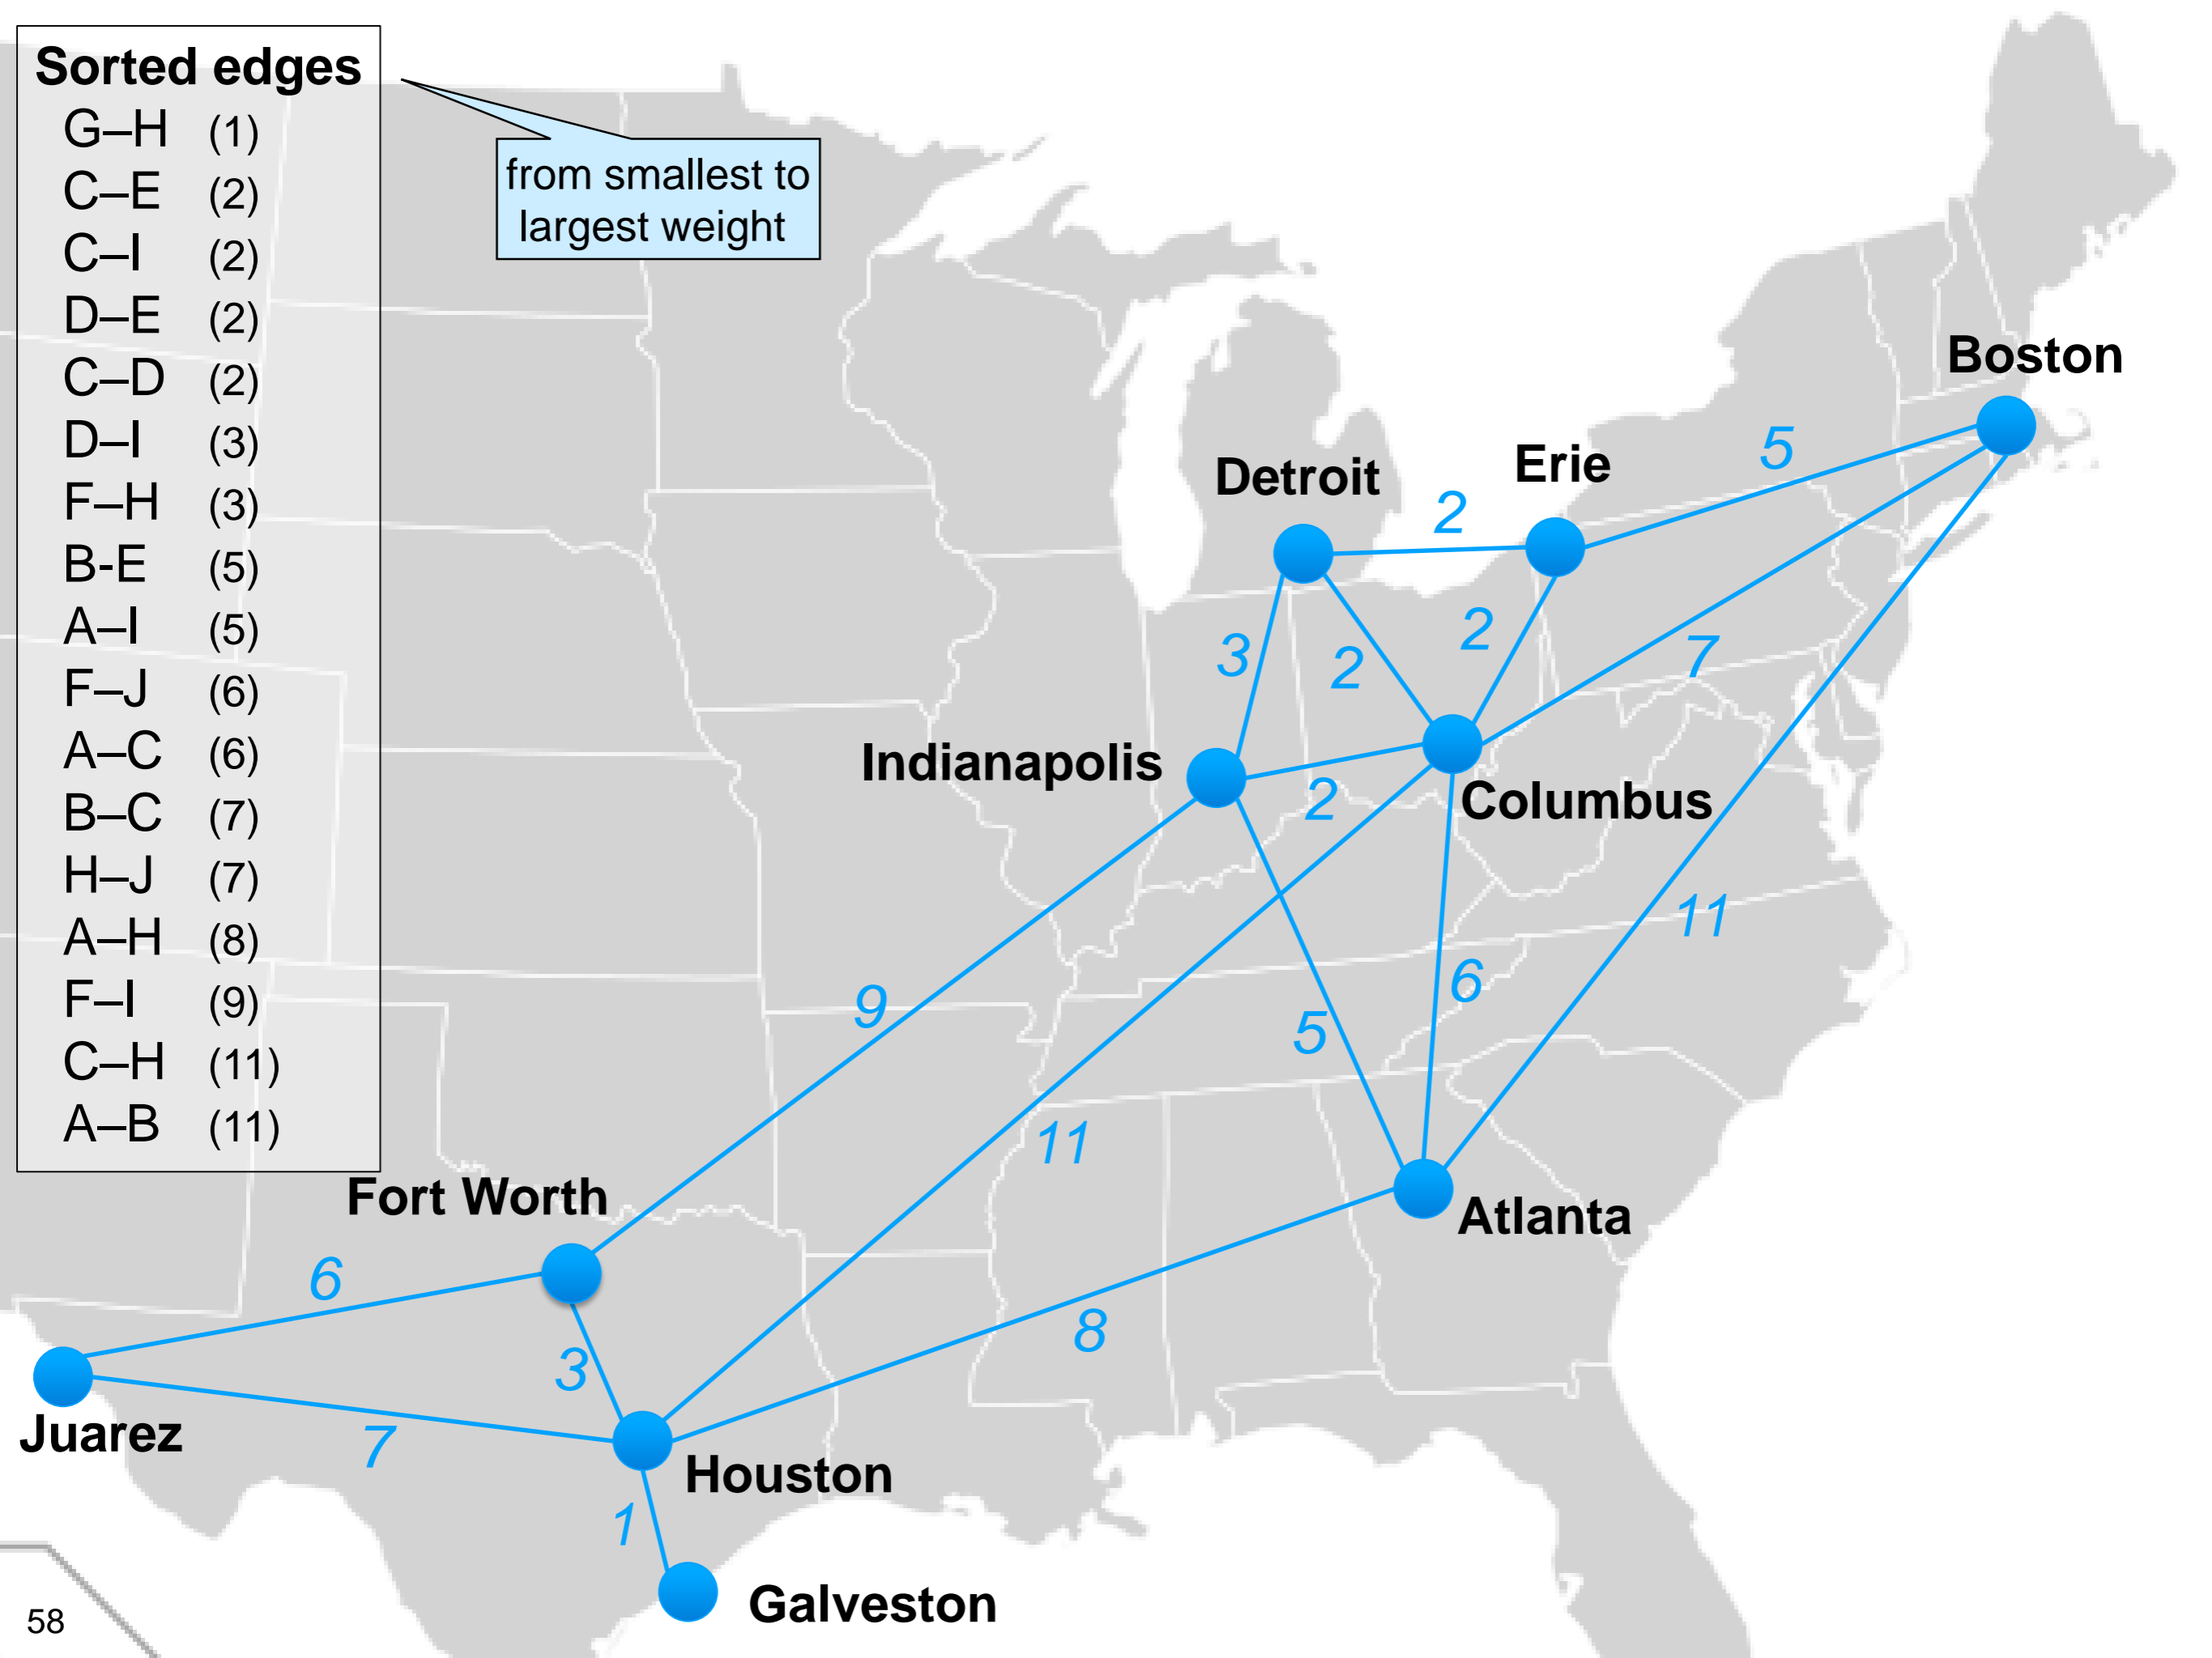 Sorted edges
G–H (1)
C–E (2)
C–I (2)
D–E (2)
C–D (2)
D–I (3)
F–H (3)
B-E (5)
A–I (5)
F–J (6)
A–C (6)
B–C (7)
H–J (7)
A–H (8)
F–I (9)
C–H (11)
A–B (11)
from smallest to
largest weight
Boston
5
Erie
Detroit
2
3
2
2
7
Indianapolis
2
Columbus
11
9
6
5
11
Fort Worth
Atlanta
6
8
3
Juarez
7
Houston
1
Galveston
58